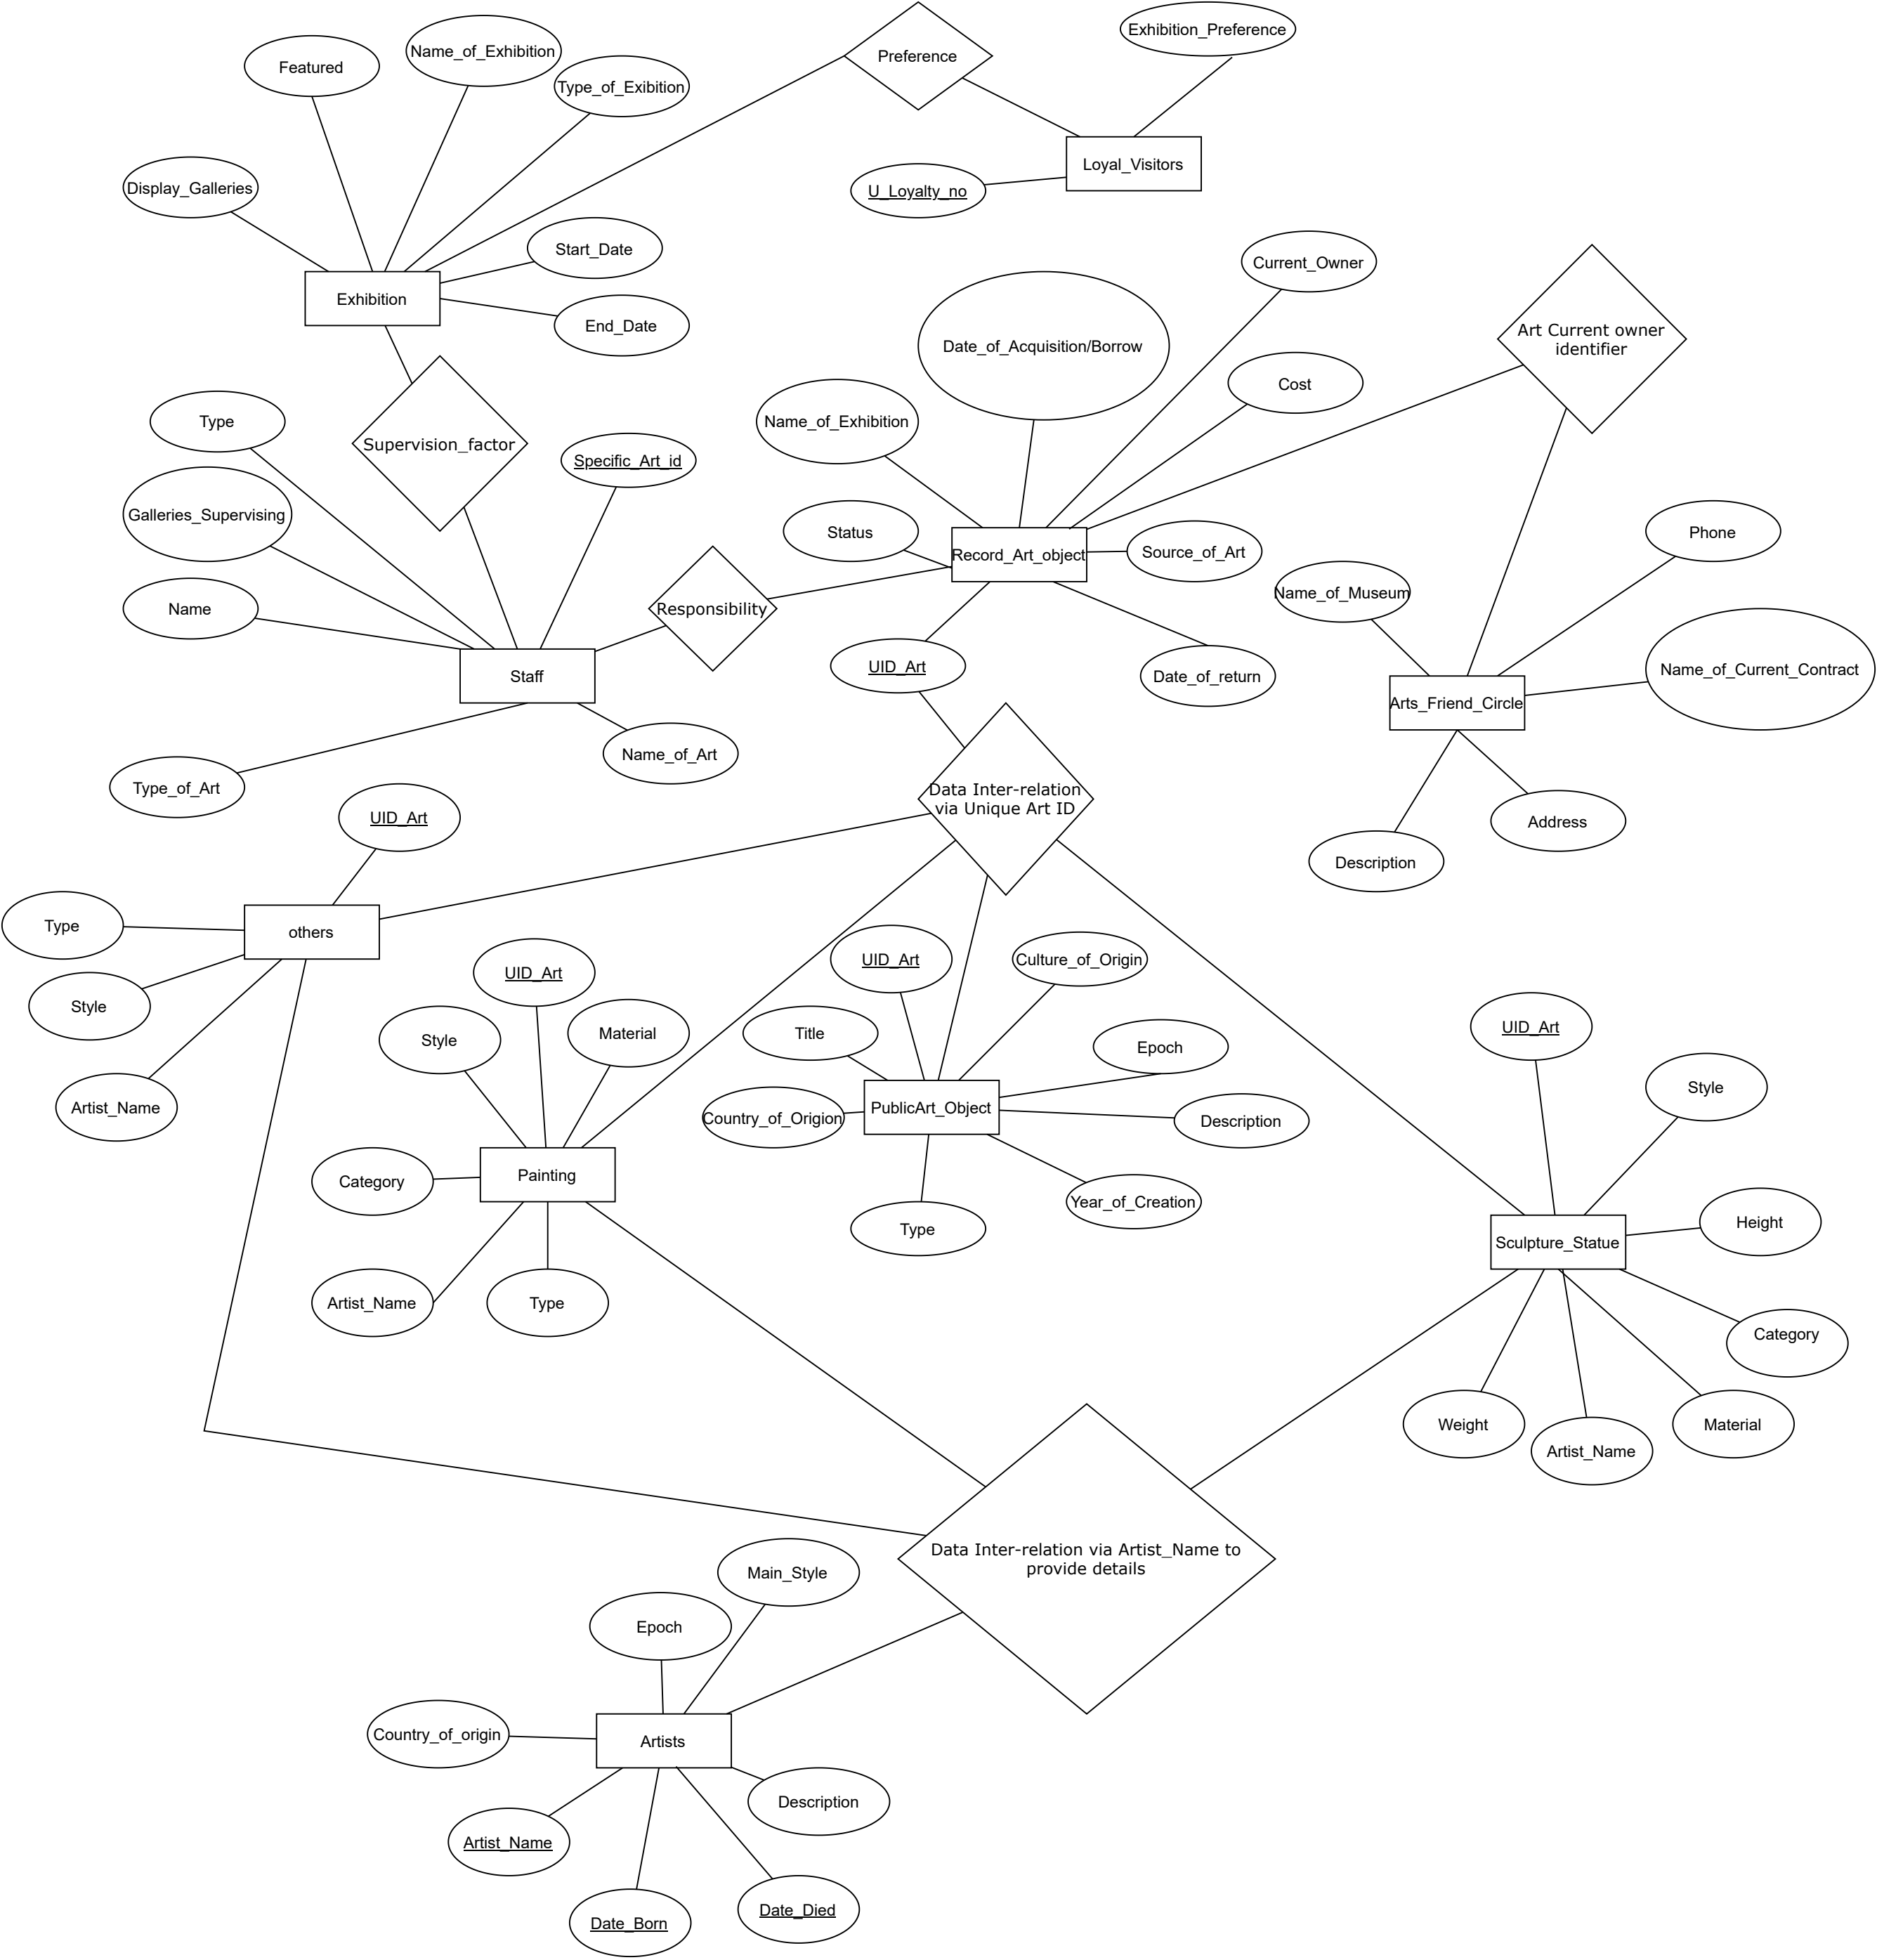 Exhibition_Preference
Name_of_Exhibition
Preference
Featured
Type_of_Exibition
Loyal_Visitors
Display_Galleries
U_Loyalty_no
Start_Date
Current_Owner
Exhibition
End_Date
Date_of_Acquisition/Borrow
Art Current owner
identifier
Cost
Type
Name_of_Exhibition
Supervision_factor
Specific_Art_id
Galleries_Supervising
Status
Record_Art_object
Source_of_Art
Phone
Name
Responsibility
Name_of_Museum
UID_Art
Staff
Date_of_return
Name_of_Current_Contract
Arts_Friend_Circle
Name_of_Art
Type_of_Art
Data Inter-relation
via Unique Art ID
UID_Art
Address
Description
Type
others
UID_Art
UID_Art
Culture_of_Origin
Style
Style
Material
Title
Epoch
UID_Art
Style
Artist_Name
Country_of_Origion
PublicArt_Object
Description
Category
Painting
Year_of_Creation
Type
Height
Sculpture_Statue
Artist_Name
Type
Category
Weight
Artist_Name
Material
Data Inter-relation via Artist_Name to
provide details
Main_Style
Epoch
Country_of_origin
Artists
Description
Artist_Name
Date_Born
Date_Died